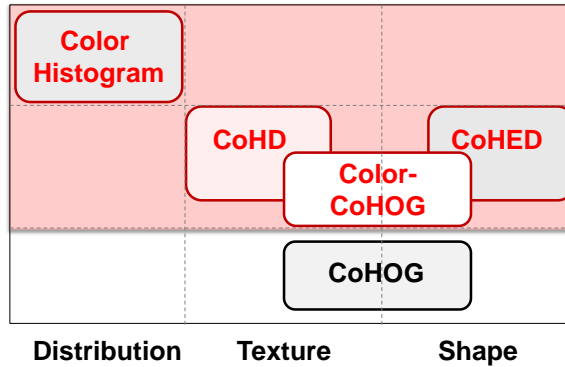 Color
Histogram
CoHD
CoHED
Color-
CoHOG
CoHOG
Distribution
Texture
Shape